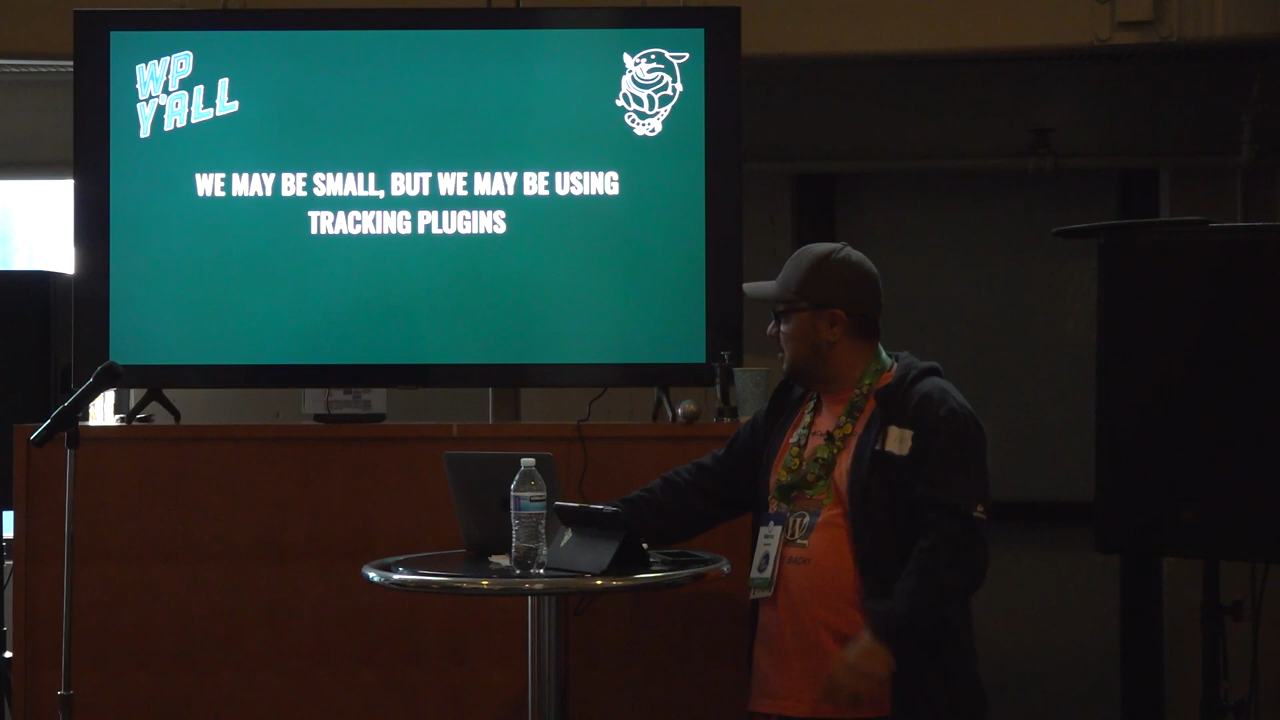 WP
Y'ALL
WE MAY BE SMALL, BUT WE MAY BE USING
TRACKING PLUGINS